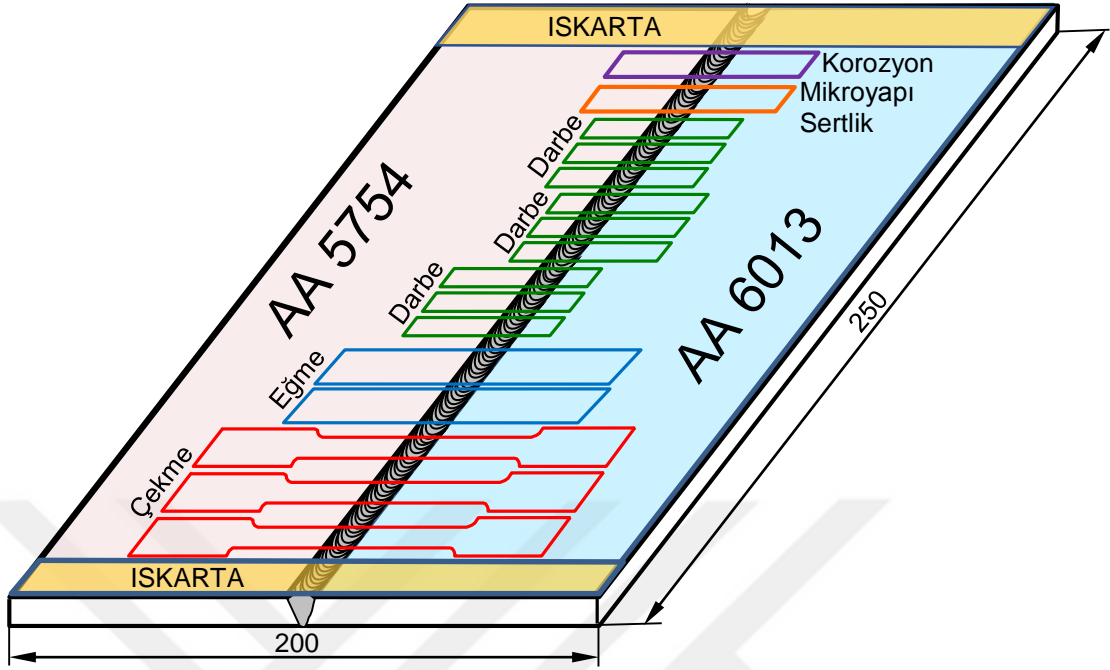 ISKARTA
Korozyon
Mikroyapı
Sertlik
Darbe
Darbe
Darbe
AA 5754
AA 6013
250
Eğme
Çekme
ISKARTA
200